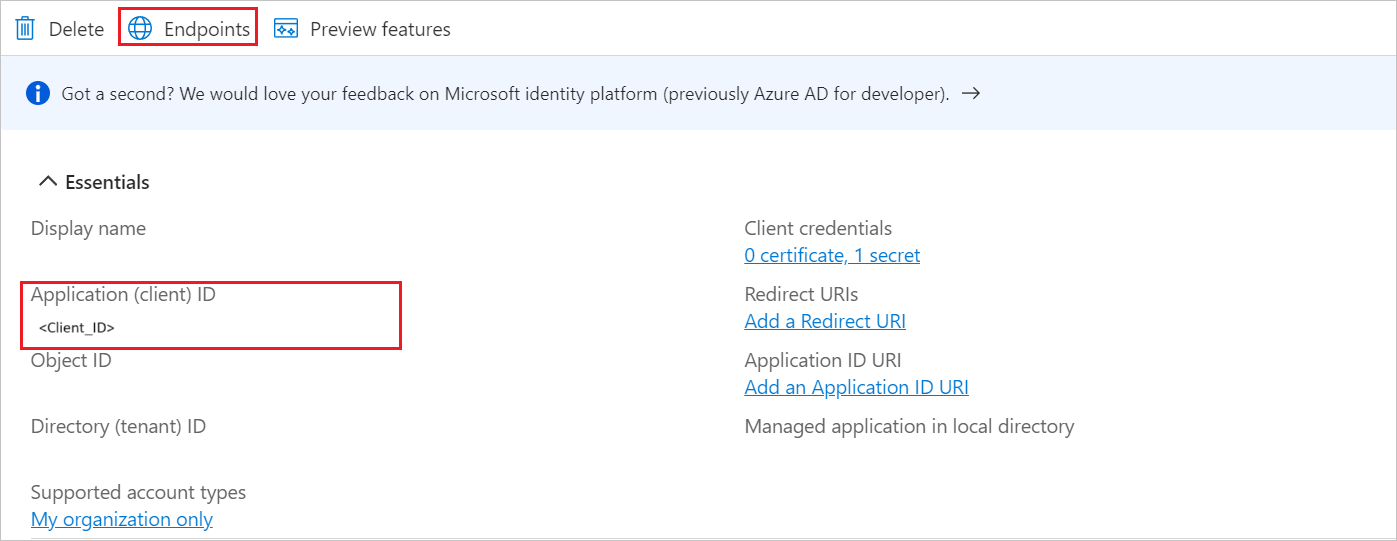 Delete Endpoints Preview features
Got a second? We would love your feedback on Microsoft identity platform (previously Azure AD for developer). →
Essentials
Display name
Application (client) ID
<Client_ID>
Object ID
Directory (tenant) ID
Supported account types
My organization only
Client credentials
0 certificate, 1 secret
Redirect URIs
Add a Redirect URI
Application ID URI
Add an Application ID URI
Managed application in local directory